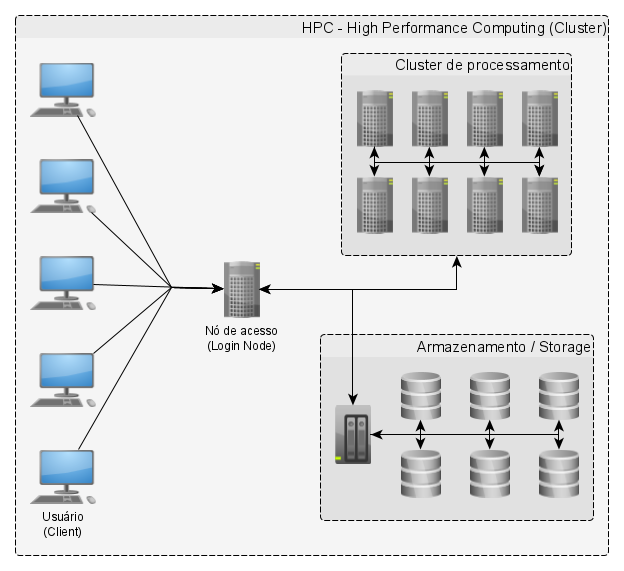 HPC - High Performance Computing (Cluster)
Cluster de processamento
Nó de acesso
(Login Node)
Armazenamento / Storage
Usuário
(Client)